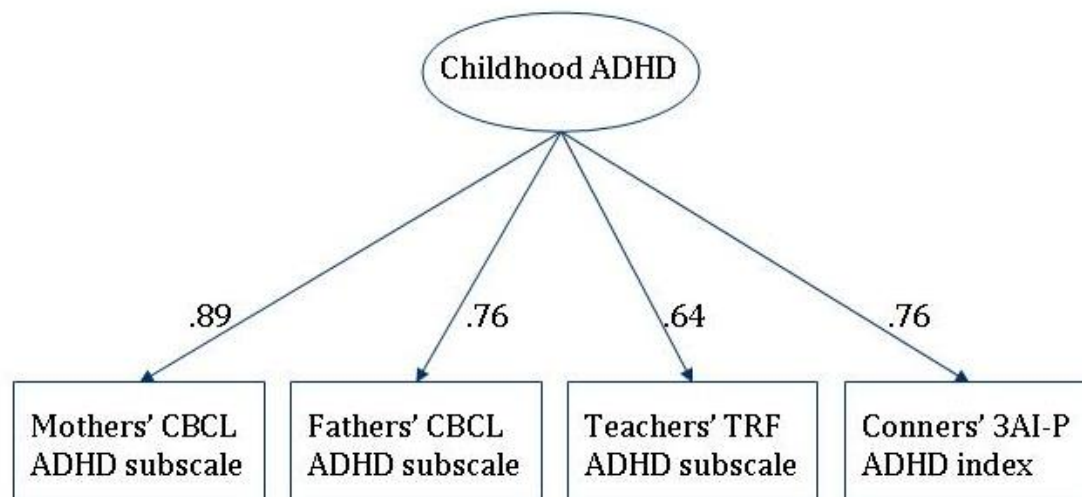 Childhood ADHD
.89
.76
.64
.76
Mothers’ CBCL
ADHD subscale
Fathers’ CBCL
ADHD subscale
Teachers’ TRF
ADHD subscale
Conners’ 3AI-P
ADHD index